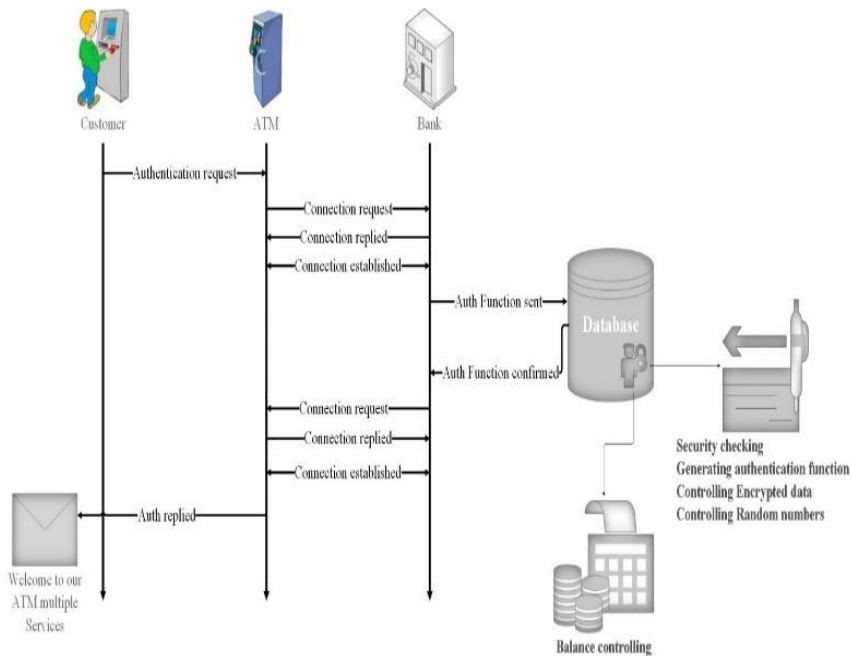 Customer
ATM
Bank
Authentication request
Connection request
Connection replied
Connection established
Auth Function sent
Database
Auth Function confirmed
Connection request
Connection replied
Connection established
Auth replied
Security checking
Generating authentication function
Controlling Encrypted data
Controlling Random numbers
Welcome to our
ATM multiple
Services
Balance controlling